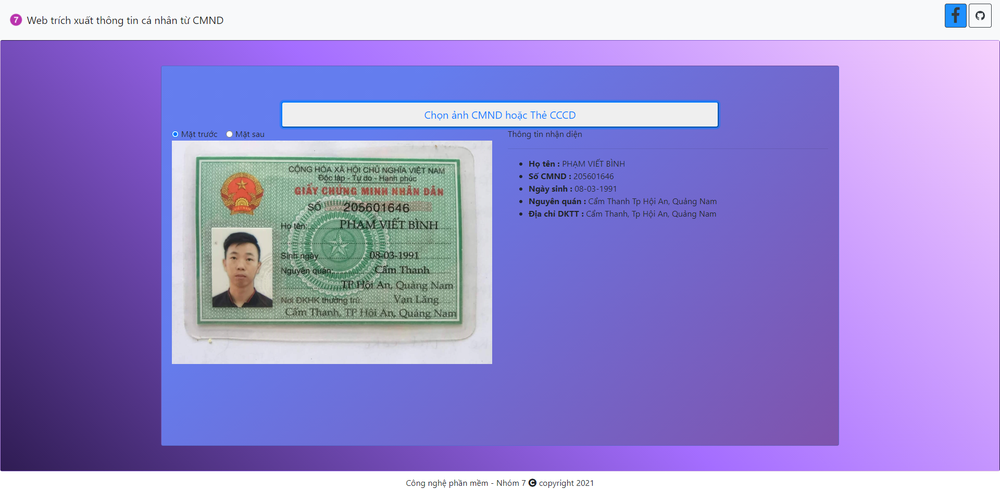 7 Web trích xuất thông tin cá nhân từ CMND
Chọn ảnh CMND hoặc Thẻ CCCD
Mặt trước Mặt sau
CỘNG HÒA XÃ HỘI CHỦ NGHĨA VIỆT NAM
Độc lập - Tự do - Hạnh phúc
GIẤY CHỨNG MINH NHÂN DÂN
VIỆT NAM
SỐ 205601646
Họ tên: PHẠM VIẾT BÌNH
Sinh ngày 08-03-1991
Nguyên quán: Cẩm Thanh
TP Hội An, Quảng Nam
Nơi ĐKHK thường trú: Vạn Lăng
Cẩm Thanh, TP Hội An, Quảng Nam
Thông tin nhận diện
Họ tên : PHẠM VIẾT BÌNH
Số CMND : 205601646
Ngày sinh : 08-03-1991
Nguyên quán : Cẩm Thanh Tp Hội An, Quảng Nam
Địa chỉ DKTT : Cẩm Thanh, Tp Hội An, Quảng Nam
Công nghệ phần mềm - Nhóm 7 C copyright 2021